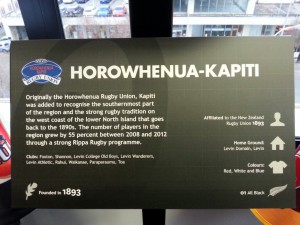 HOROWHENUA
RUGBY UNION
HOROWHENUA-KAPITI
Originally the Horowhenua Rugby Union, Kapiti
was added to recognise the southernmost part
of the region and the strong rugby tradition on
the west coast of the lower North Island that goes
back to the 1890s. The number of players in the
region grew by 55 percent between 2008 and 2012
through a strong Rippa Rugby programme.
Clubs: Foxton, Shannon, Levin College Old Boys, Levin Wanderers,
Levin Athletic, Rahui, Waikanae, Paraparaumu, Toa
Founded in 1893
Affiliated to the New Zealand
Rugby Union 1893
Home Ground:
Levin Domain, Levin
Colours:
Red, White and Blue
All Black